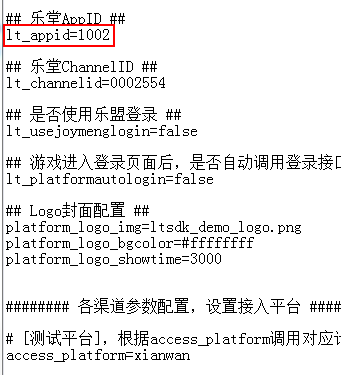 ## 乐堂AppID ##
lt_appid=1002
## 乐堂ChannelID ##
lt_channelid=0002554
## 是否使用乐盟登录 ##
lt_usejoymenglogin=false
## 游戏进入登录页面后，是否自动调用登录接口
lt_platformautologin=false
## Logo封面配置 ##
platform_logo_img=ltsdk_demo_logo.png
platform_logo_bgcolor=#ffffffff
platform_logo_showtime=3000
######## 各渠道参数配置，设置接入平台 ####
# [测试平台]，根据access_platform调用对应
access_platform=xianwan